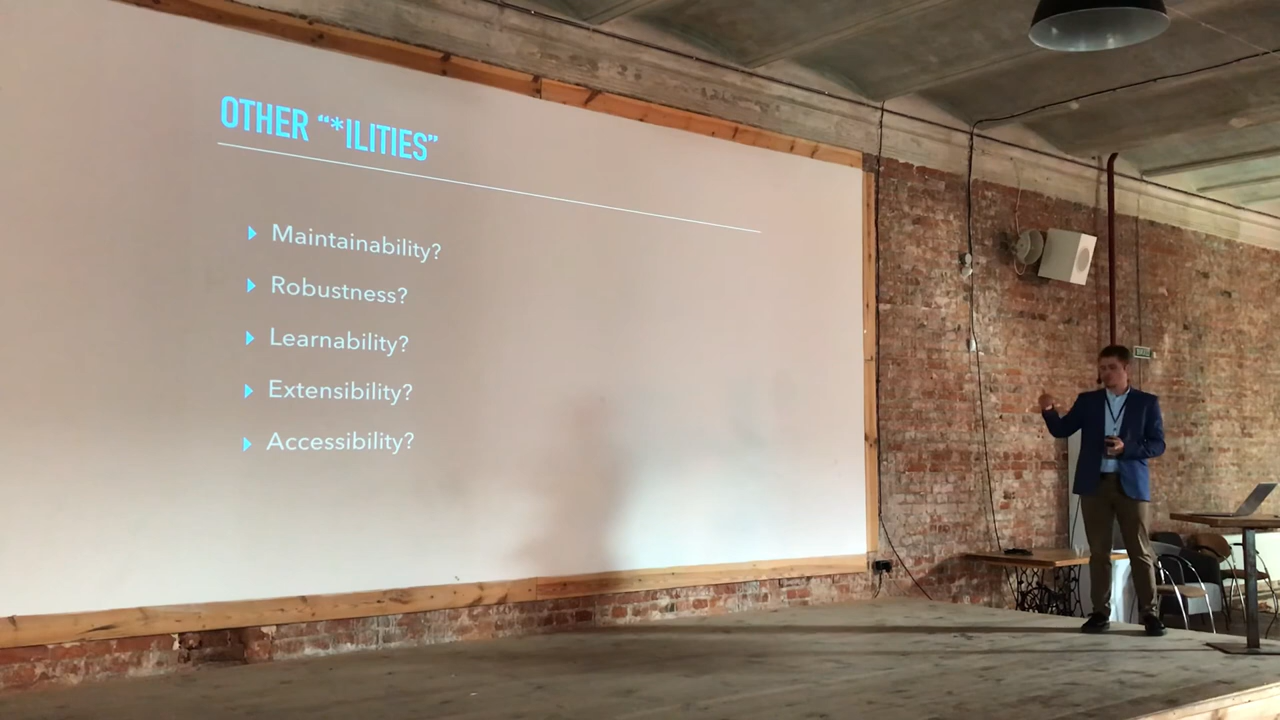 OTHER “*ILITIES”
Maintainability?
Robustness?
Learnability?
Extensibility?
Accessibility?